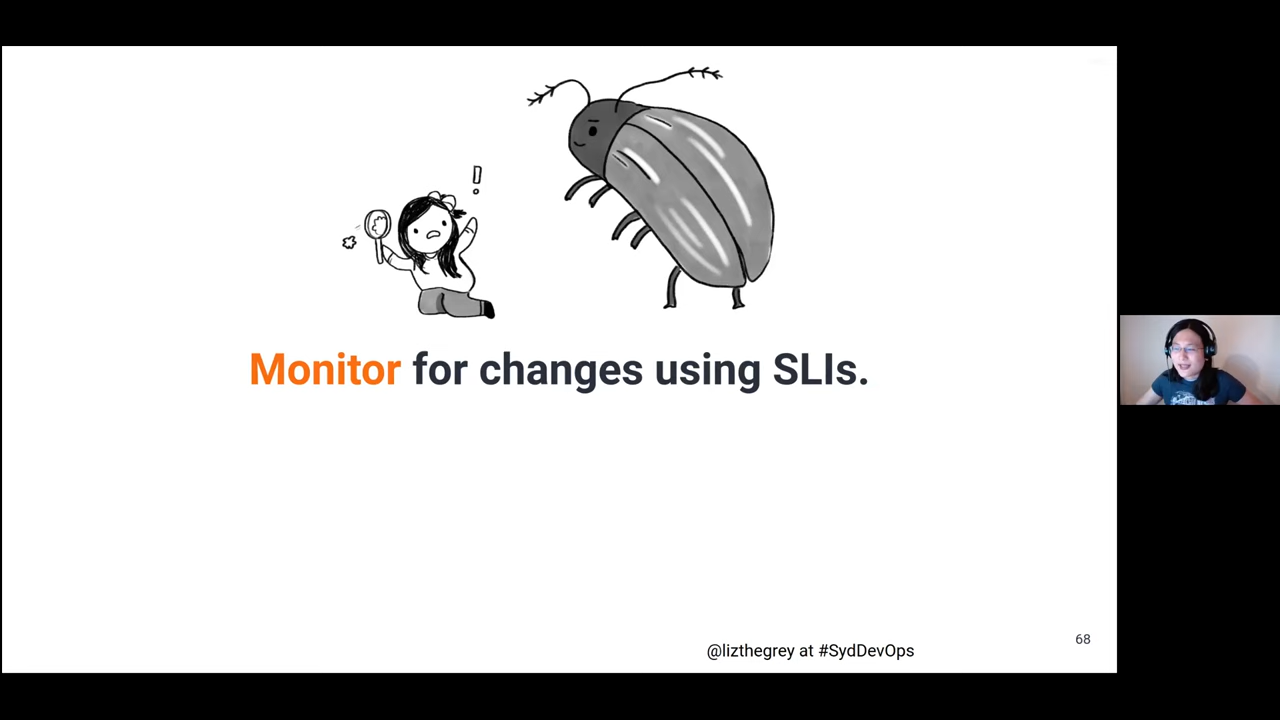 !
Monitor for changes using SLIs.
68
@lizthegrey at #SydDevOps